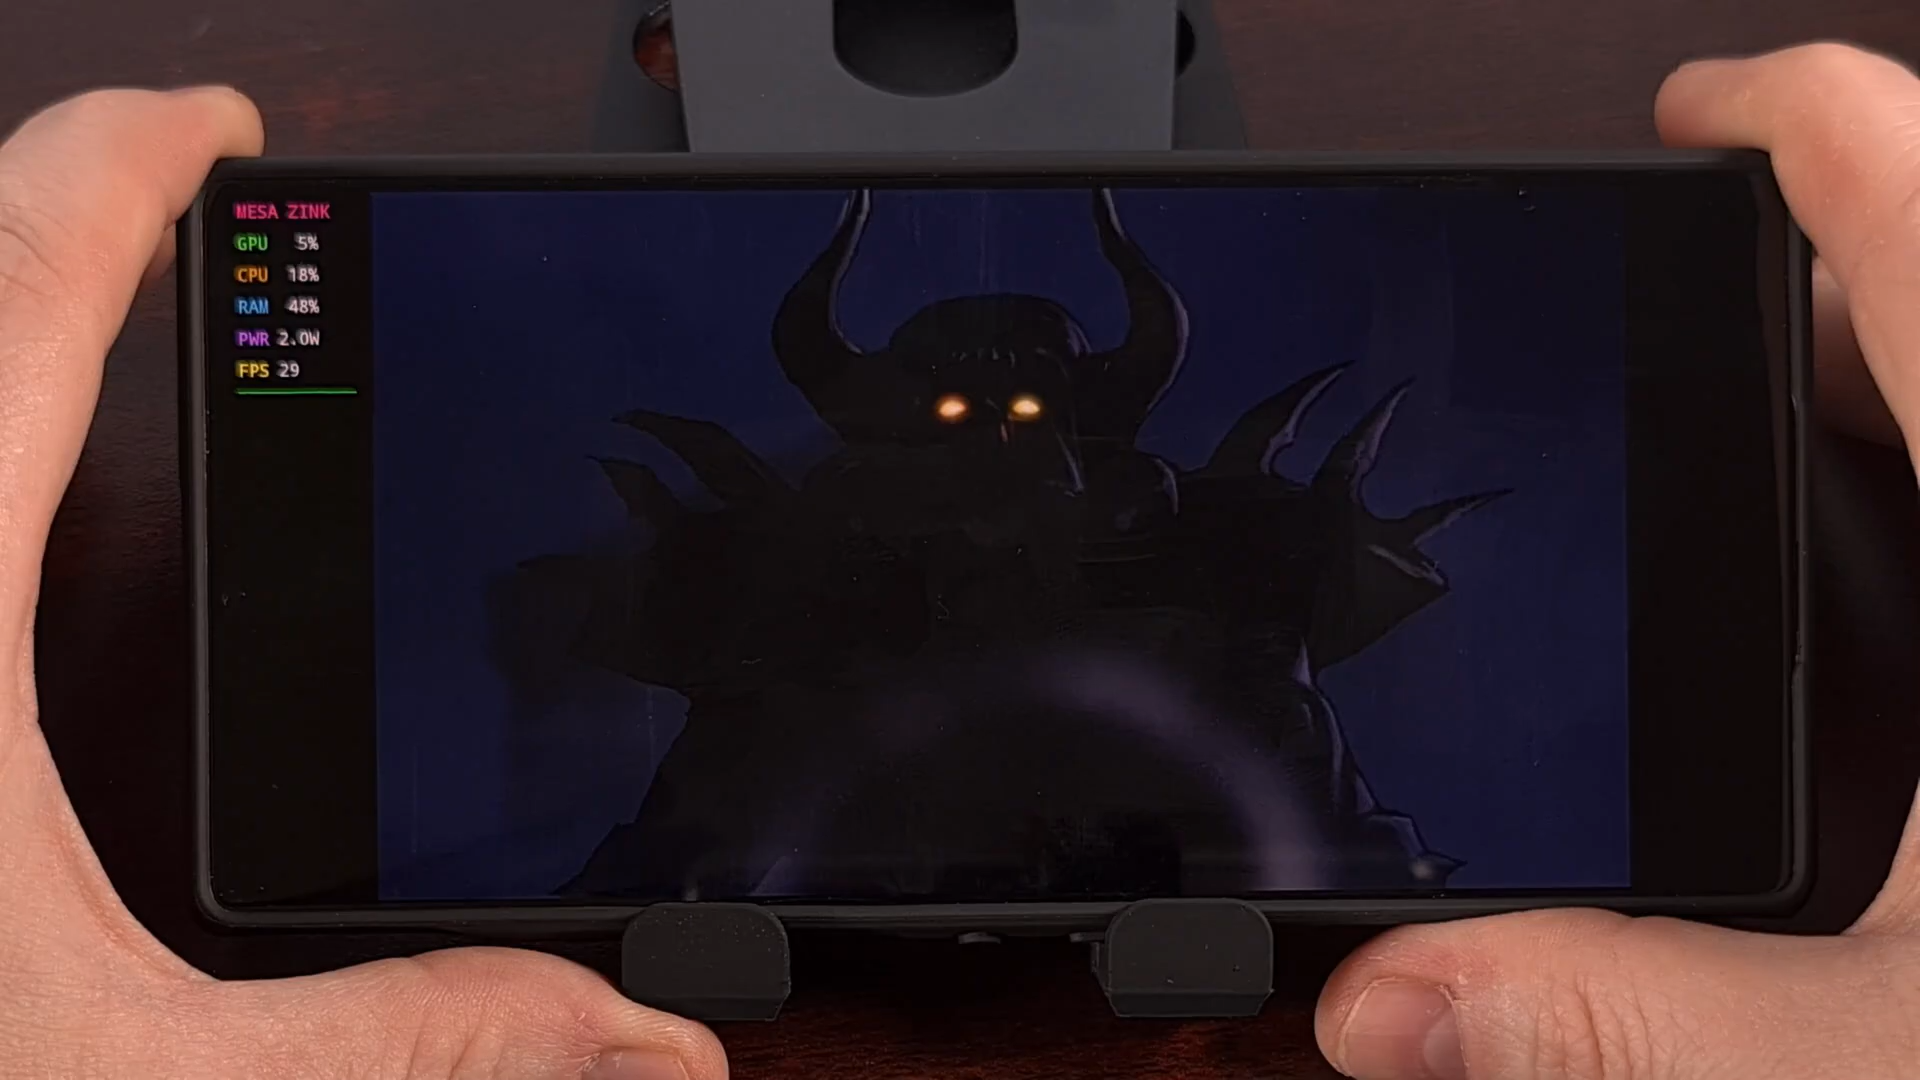 MESA ZINK
GPU 5%
CPU 18%
RAM 48%
PWR 2.0W
FPS 29